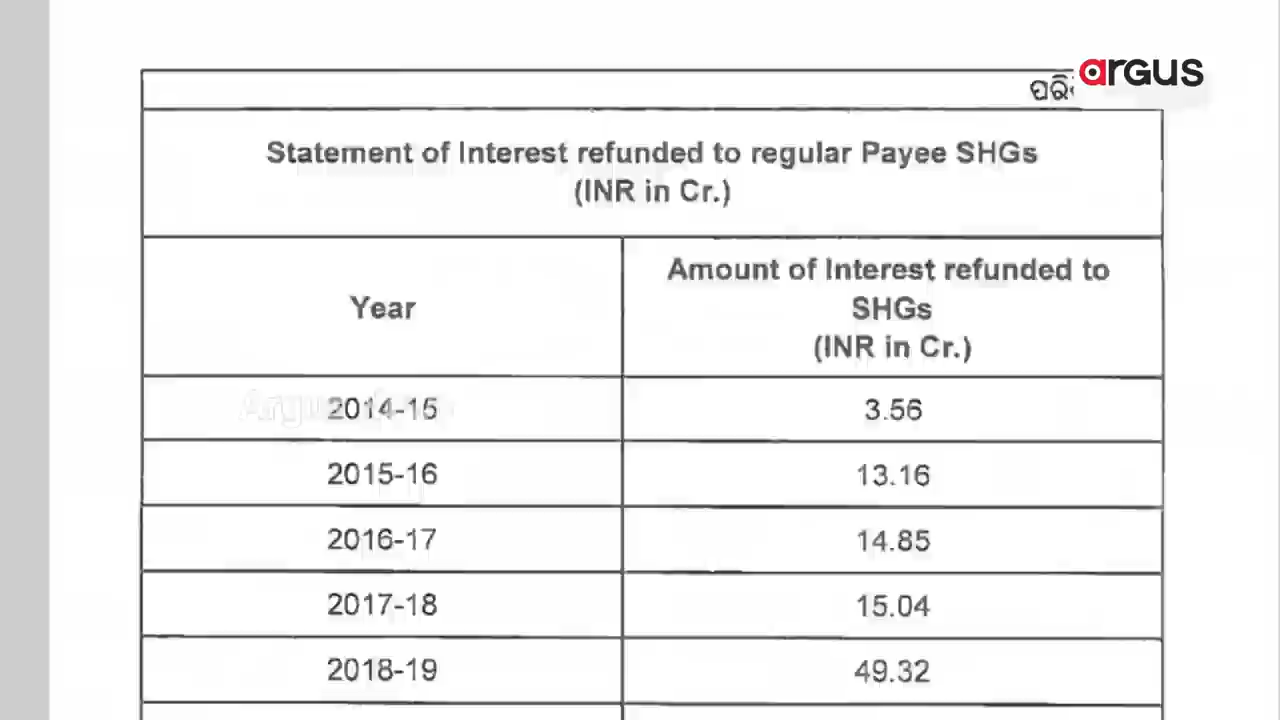 argus
Statement of Interest refunded to regular Payee SHGs
(INR in Cr.)
Year
Amount of Interest refunded to
SHGs
(INR in Cr.)
2014-15 3.56
2015-16 13.16
2016-17 14.85
2017-18 15.04
2018-19 49.32